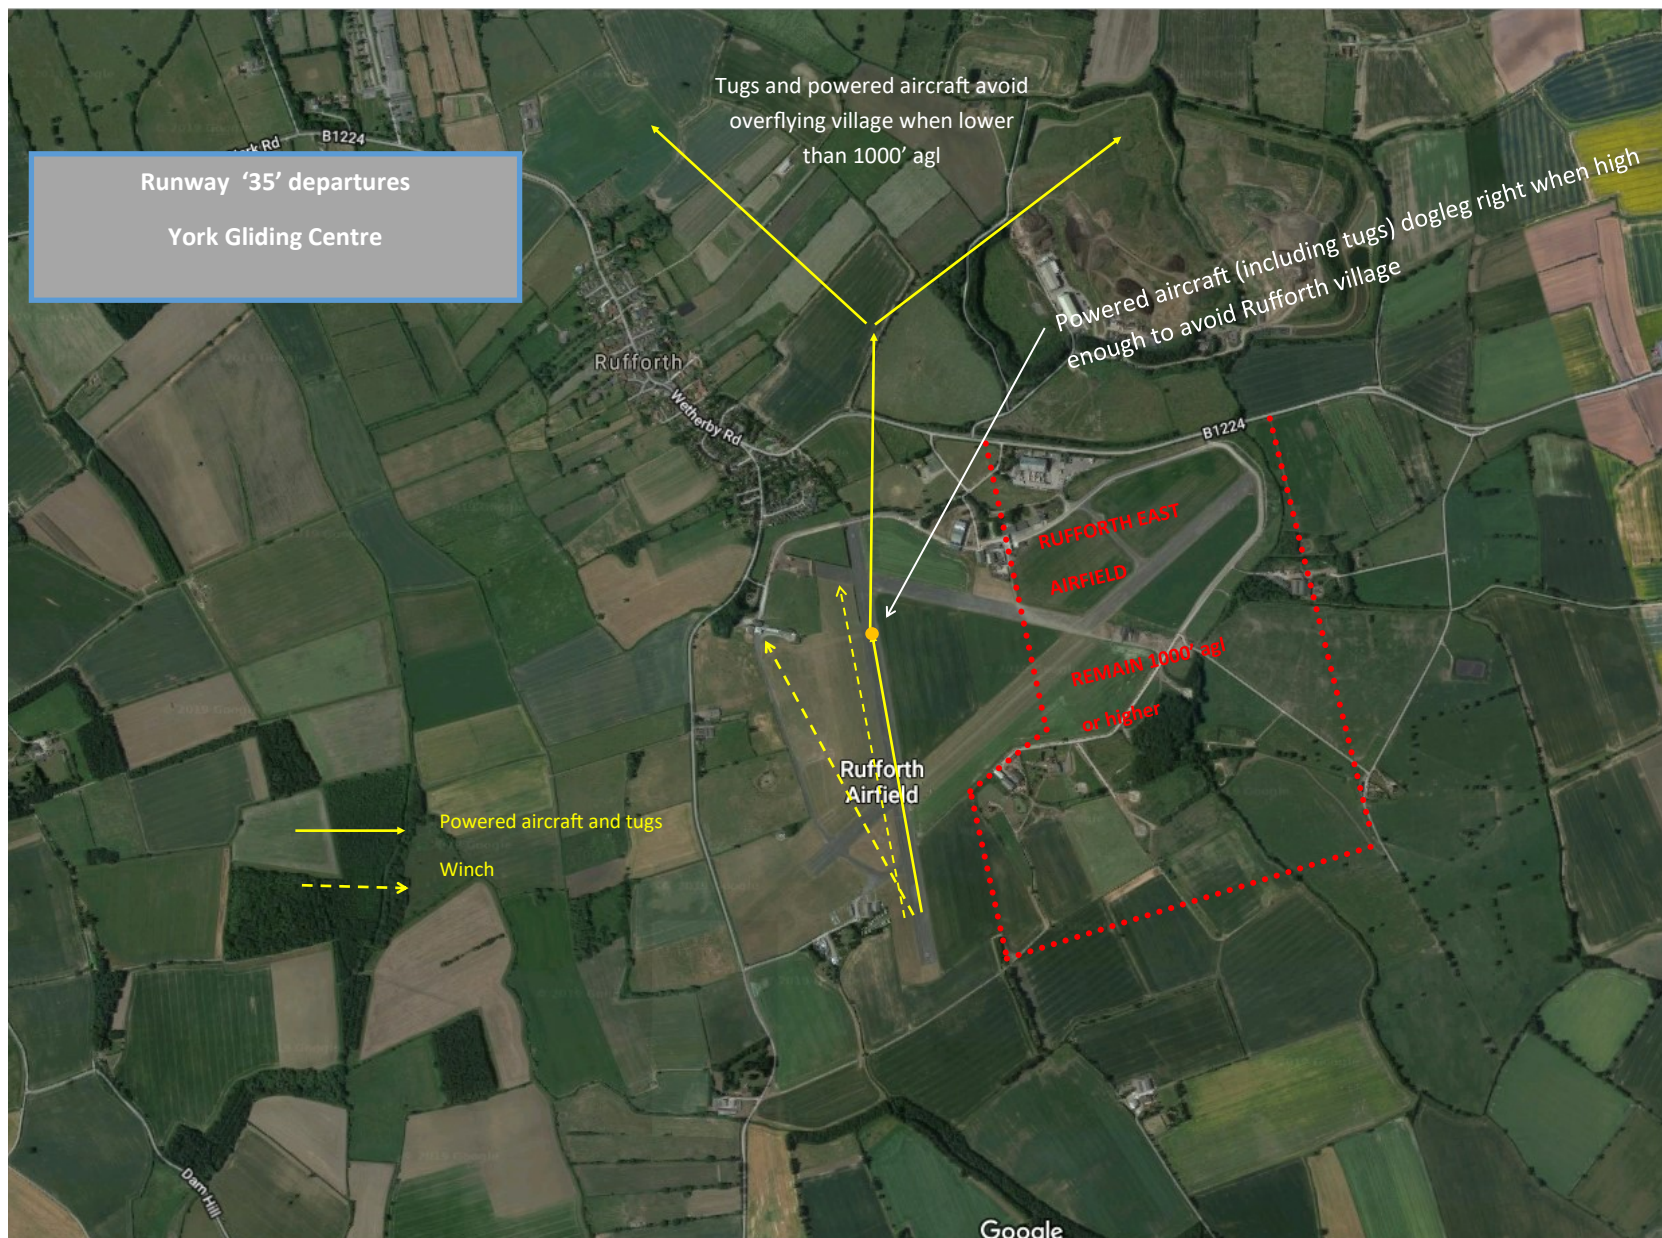 Tugs and powered aircraft avoid
overflying village when lower
than 1000’ agl
B1224
rk Rd
Runway ‘35’ departures
York Gliding Centre
Powered aircraft (including tugs) dogleg right when high
enough to avoid Rufforth village
Rufforth
Wetherby Rd
B1224
RUFFORTH EAST
AIRFIELD
REMAIN 1000’ agl
or higher
Rufforth
Airfield
Powered aircraft and tugs
Winch
Dam Hill
Google